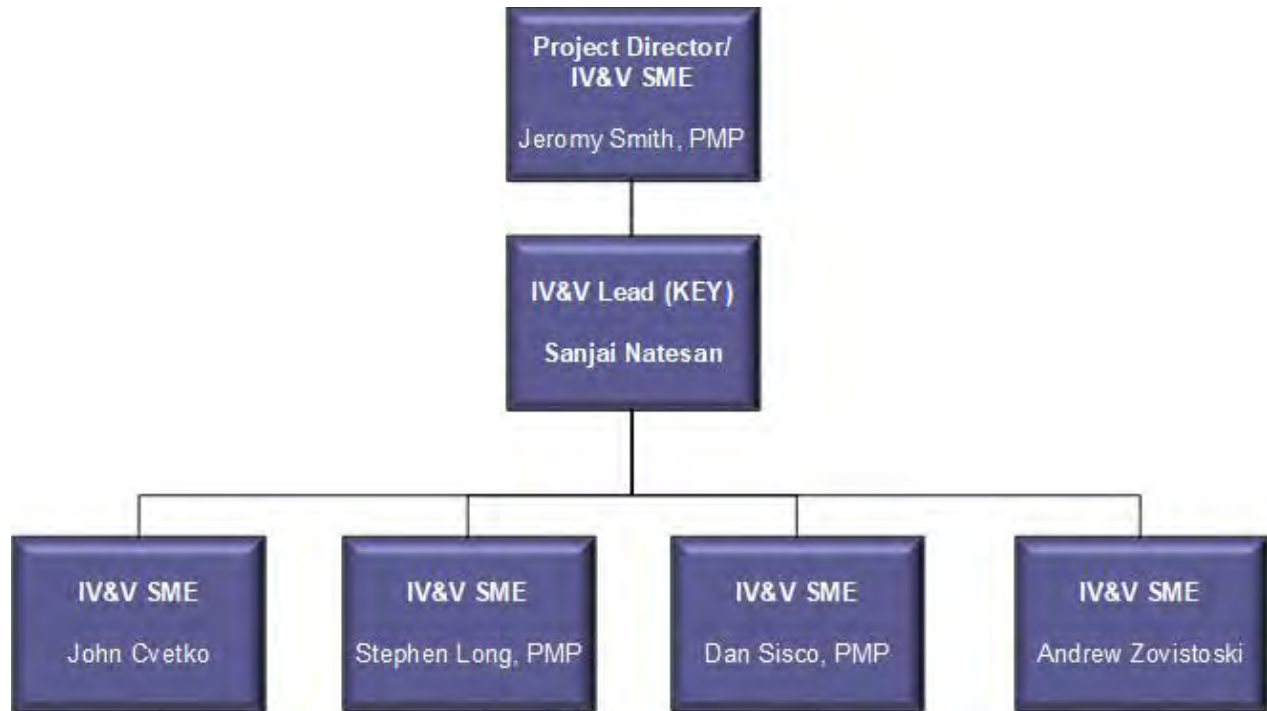 Project Director/
IV&V SME
Jeromy Smith, PMP
IV&V Lead (KEY)
Sanjai Natesan
IV&V SME
John Cvetko
IV&V SME
Stephen Long, PMP
IV&V SME
Dan Sisco, PMP
IV&V SME
Andrew Zovistoski